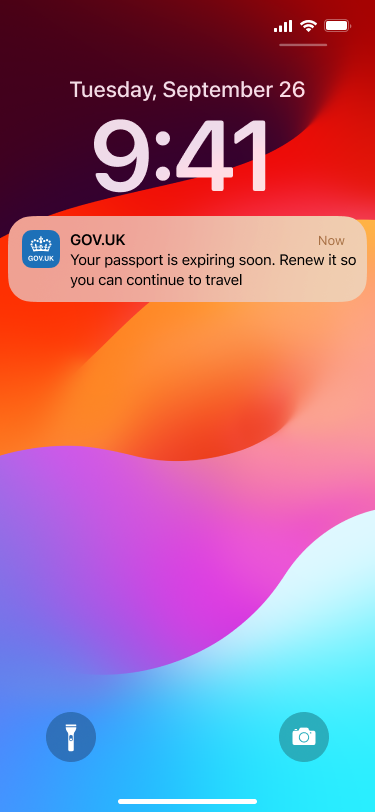 Tuesday, September 26
9:41
GOV.UK
GOV.UK Now
Your passport is expiring soon. Renew it so
you can continue to travel